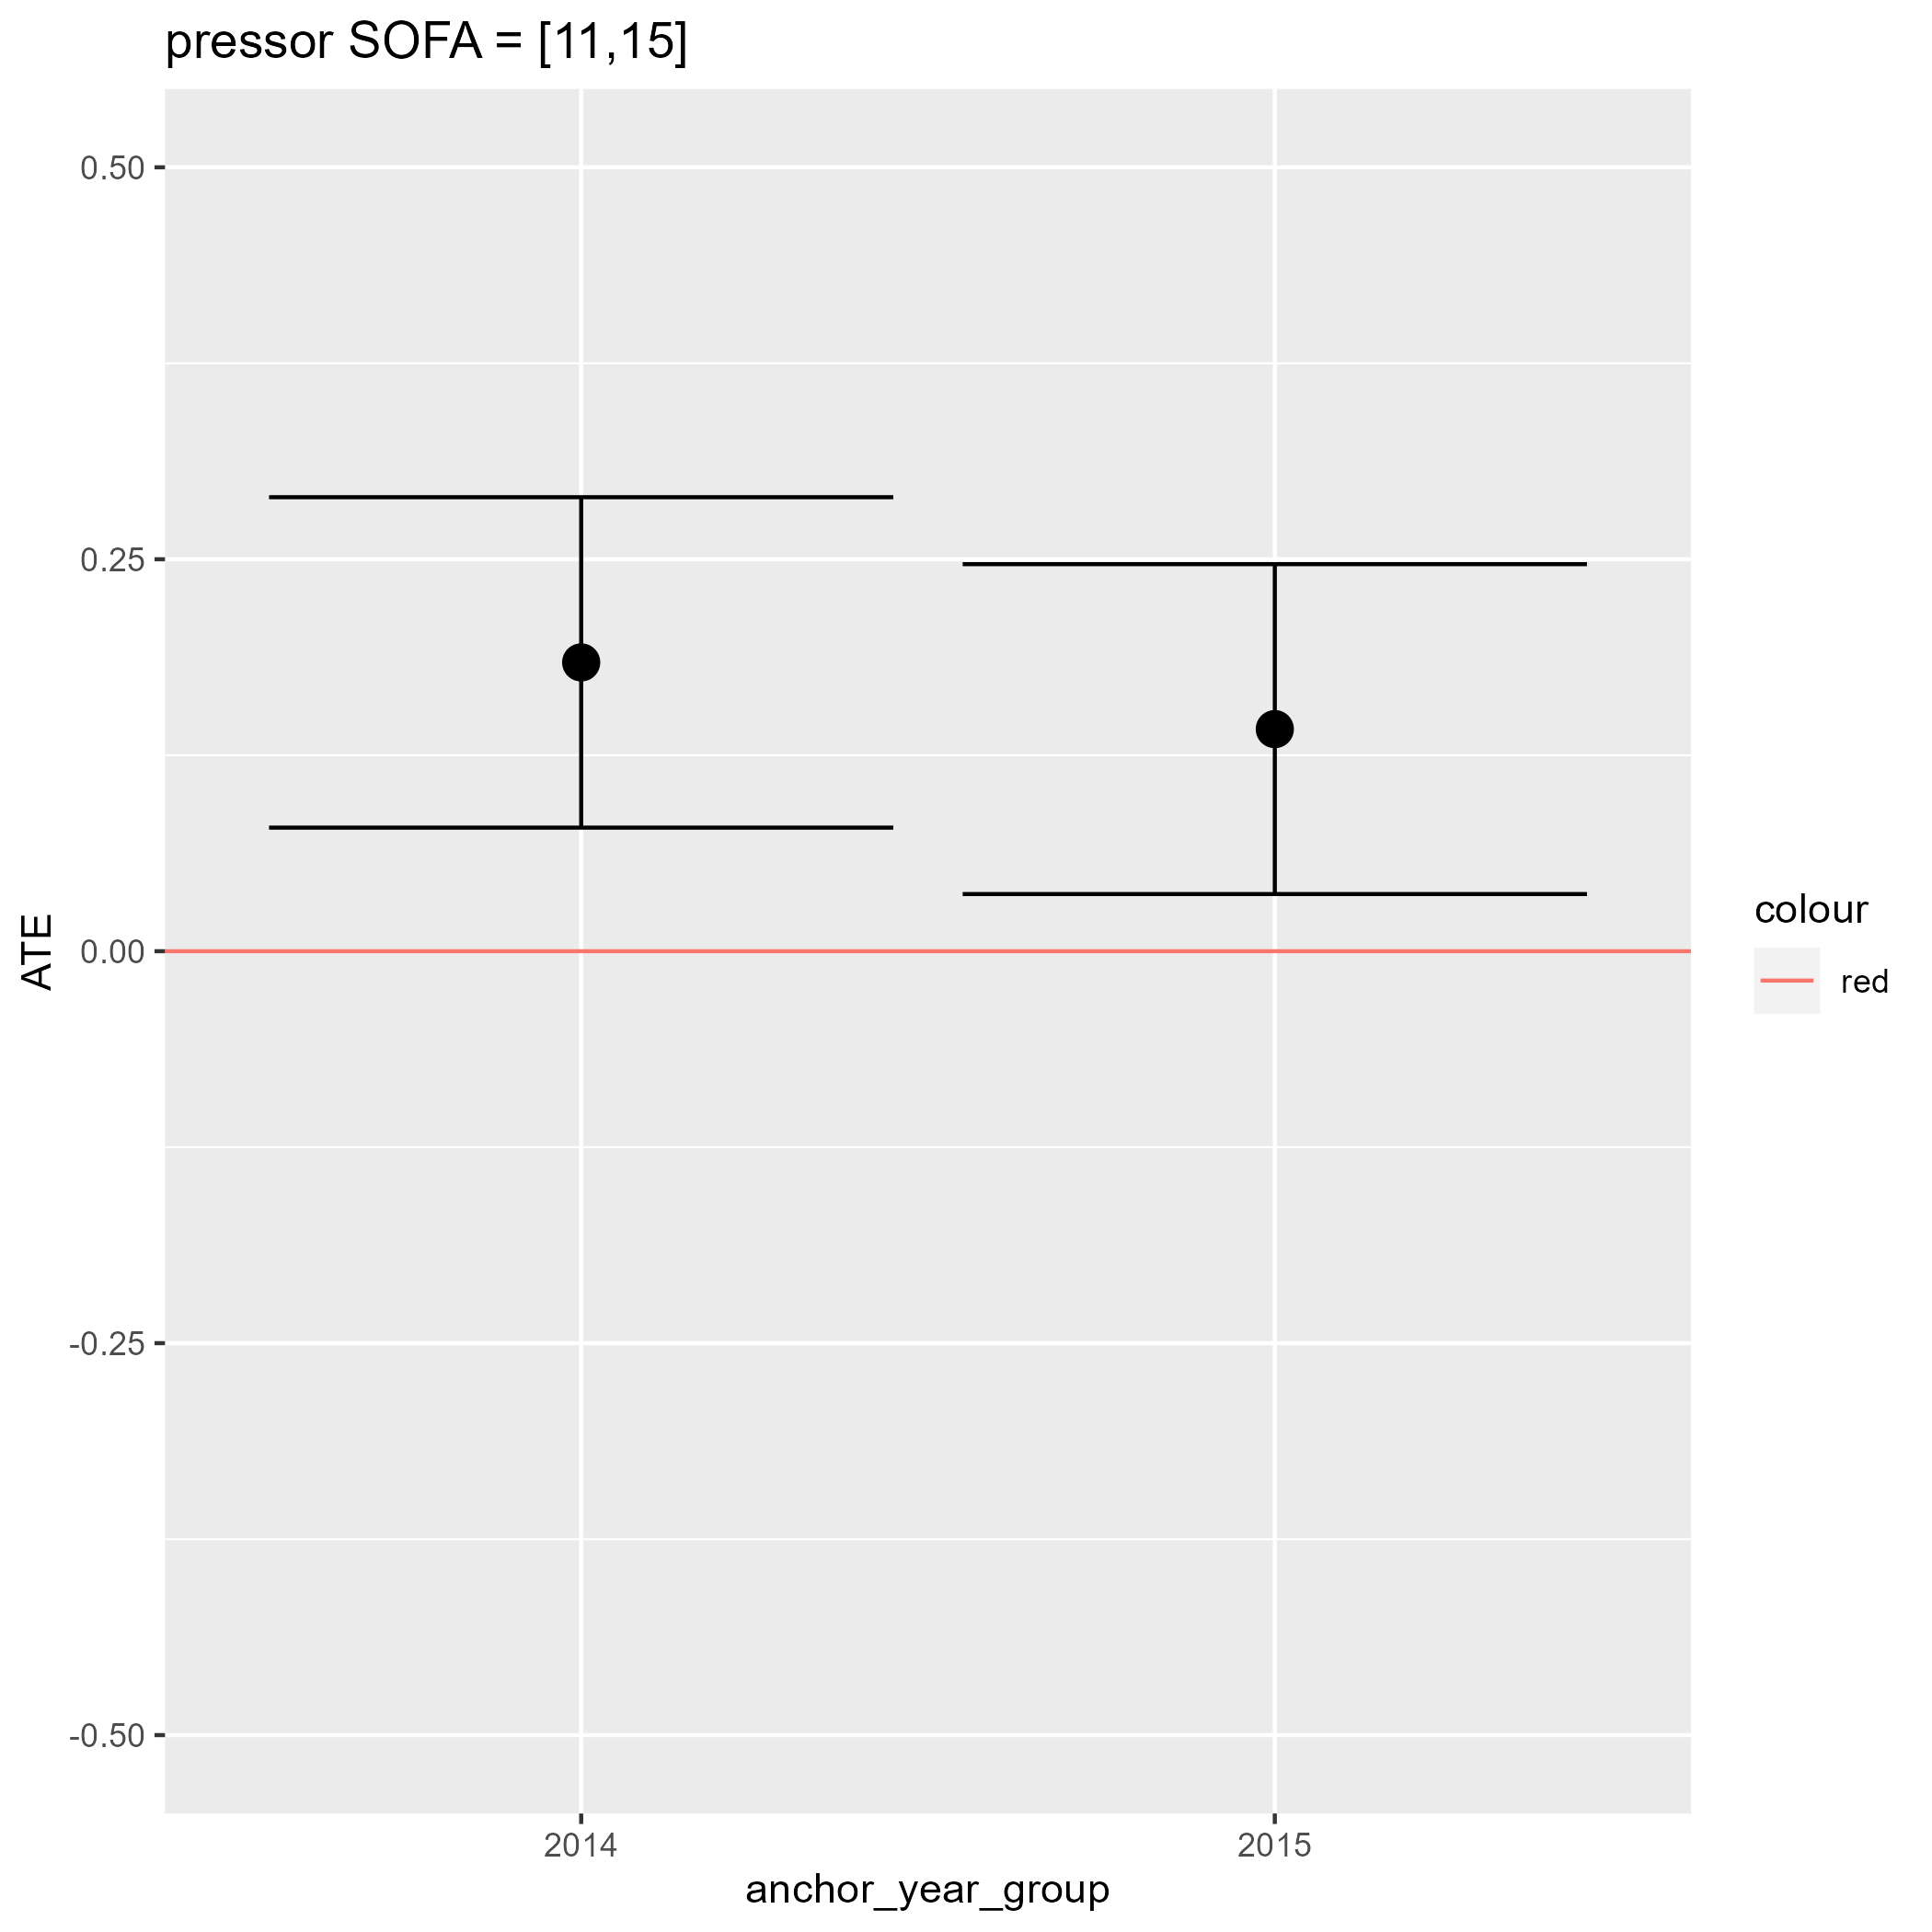 pressor SOFA = [11,15]
0.50
0.25
0.00
-0.25
-0.50
ATE
2014
2015
anchor_year_group
colour
red